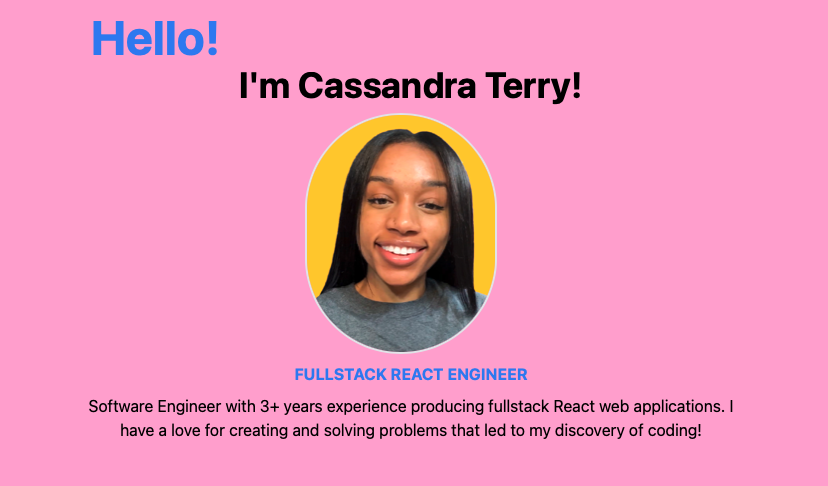 Hello!
I'm Cassandra Terry!
FULLSTACK REACT ENGINEER
Software Engineer with 3+ years experience producing fullstack React web applications. I
have a love for creating and solving problems that led to my discovery of coding!